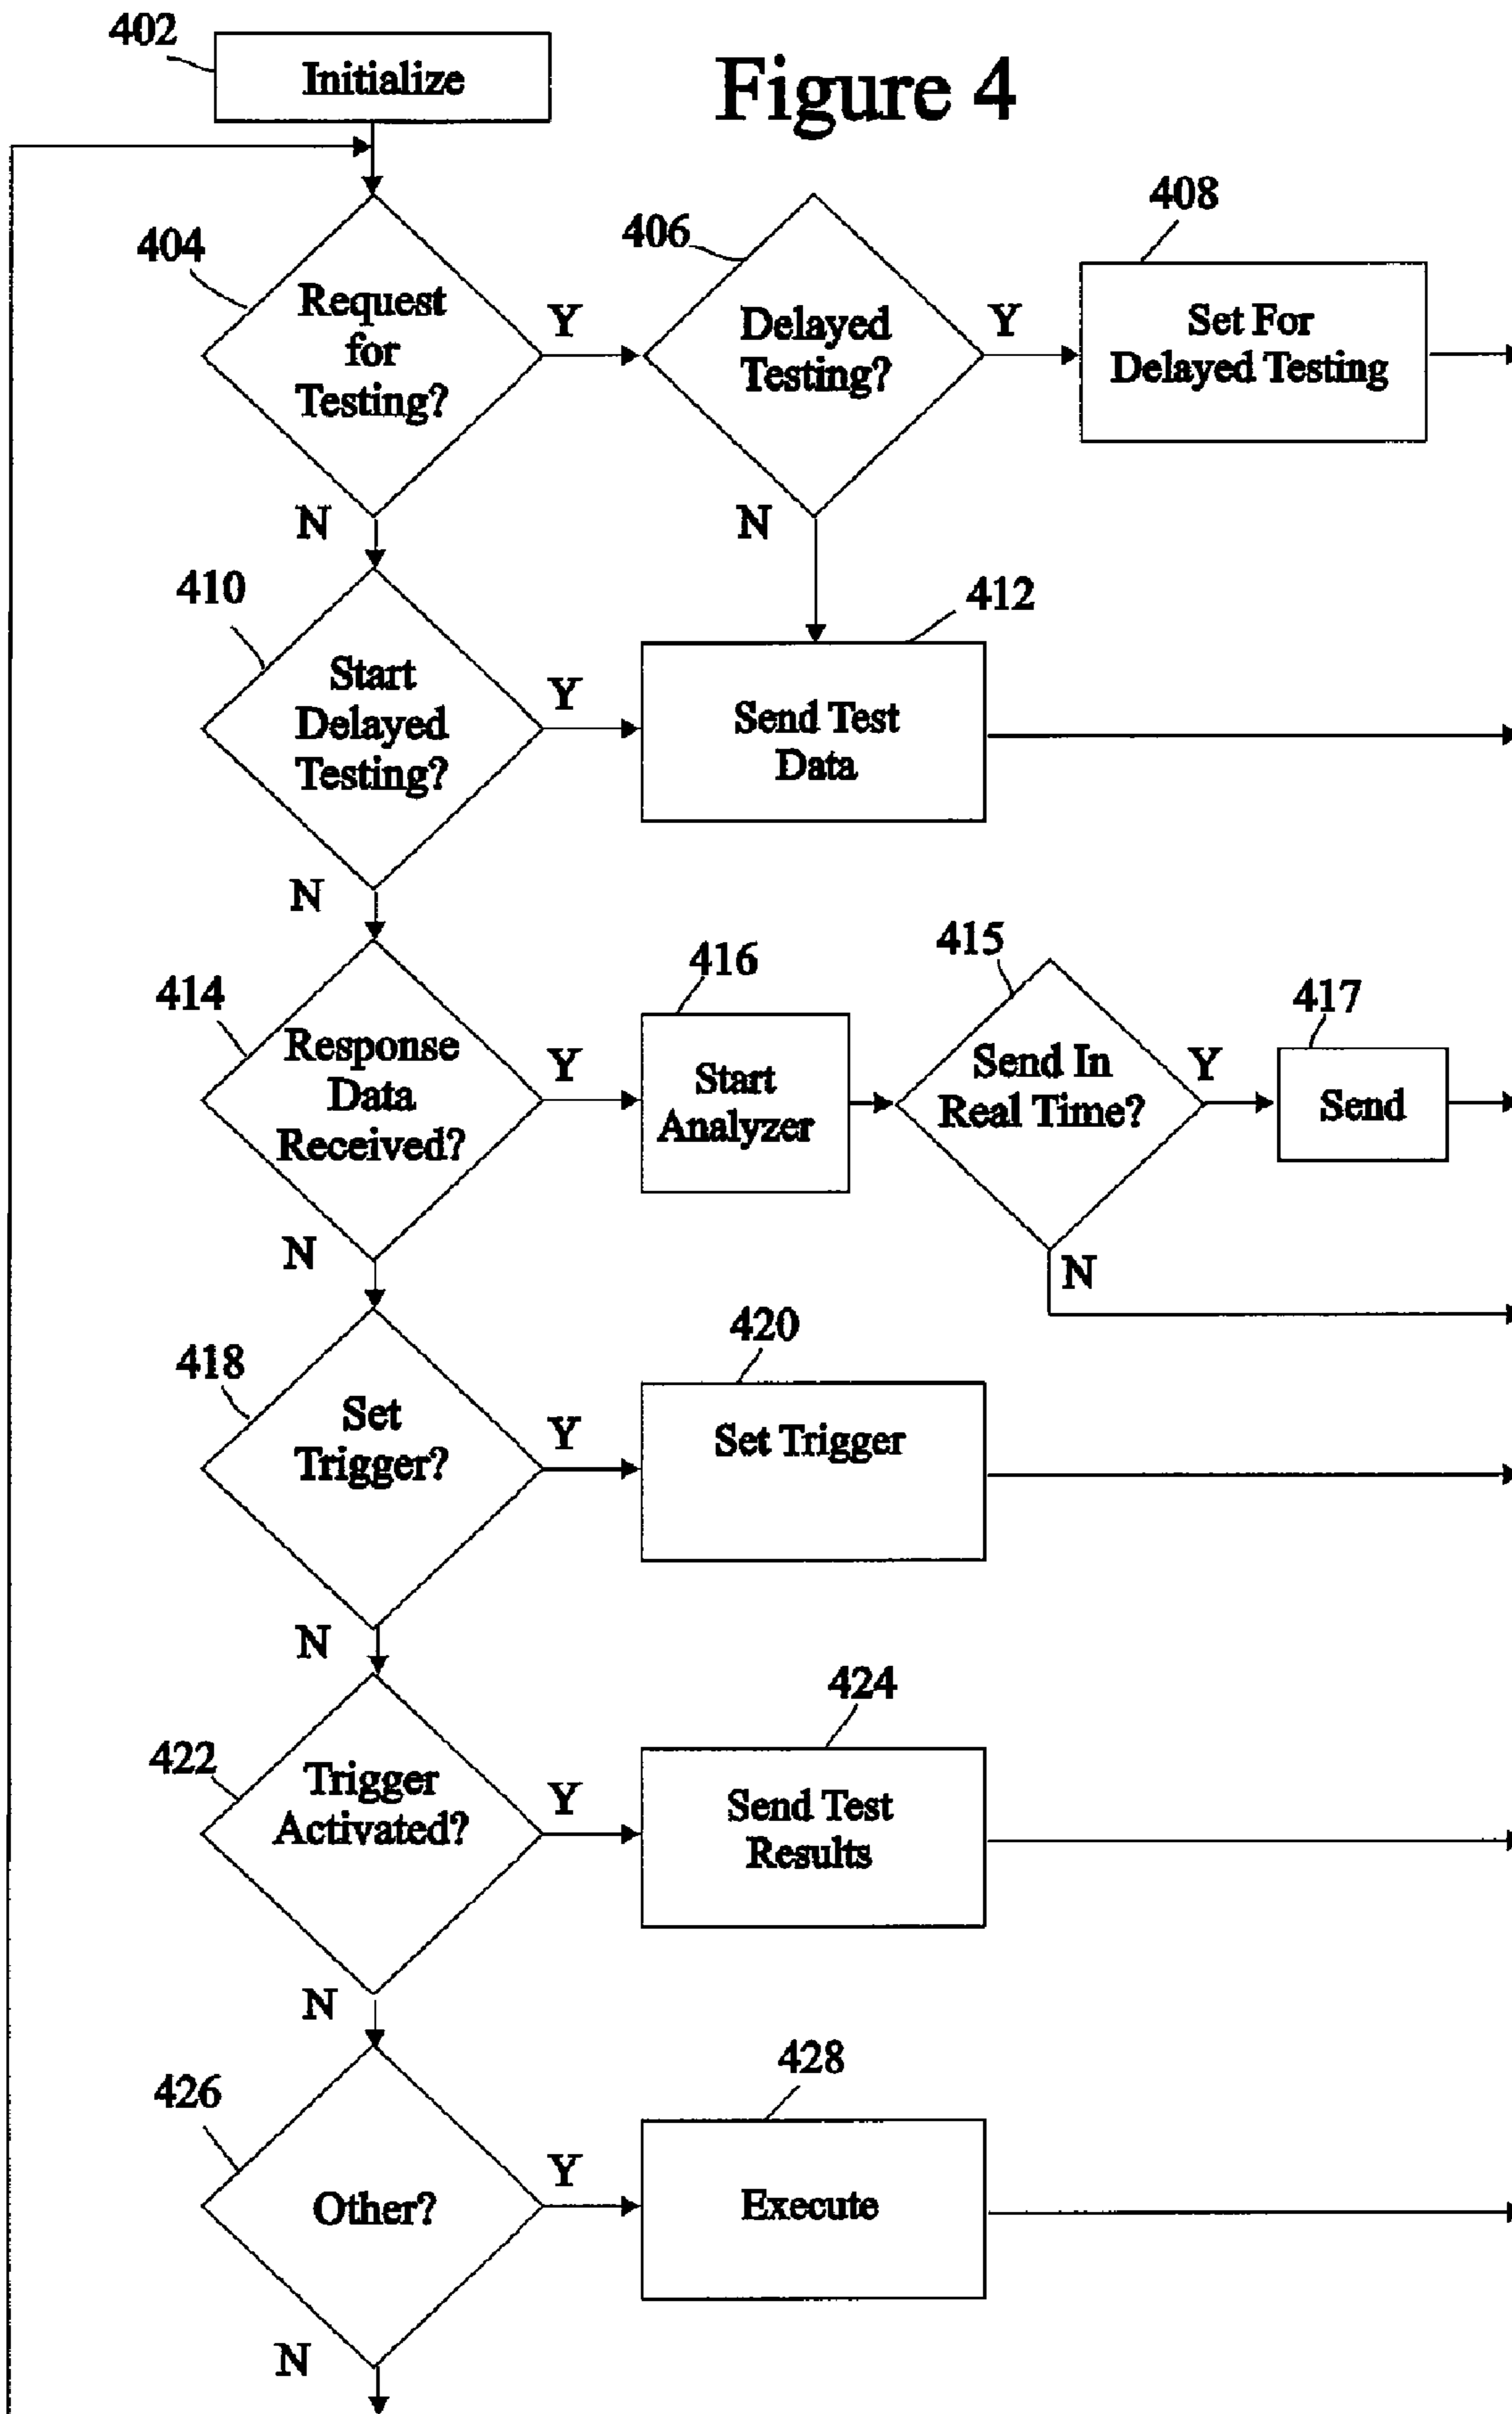 402
Initialize
Figure 4
404
Request
for
Testing?
Y
N
406
Delayed
Testing?
Y
N
408
Set For
Delayed Testing
410
Start
Delayed
Testing?
Y
N
412
Send Test
Data
414
Response
Data
Received?
Y
N
416
Start
Analyzer
415
Send In
Real Time?
Y
N
417
Send
418
Set
Trigger?
Y
N
420
Set Trigger
422
Trigger
Activated?
Y
N
424
Send Test
Results
426
Other?
Y
N
428
Execute